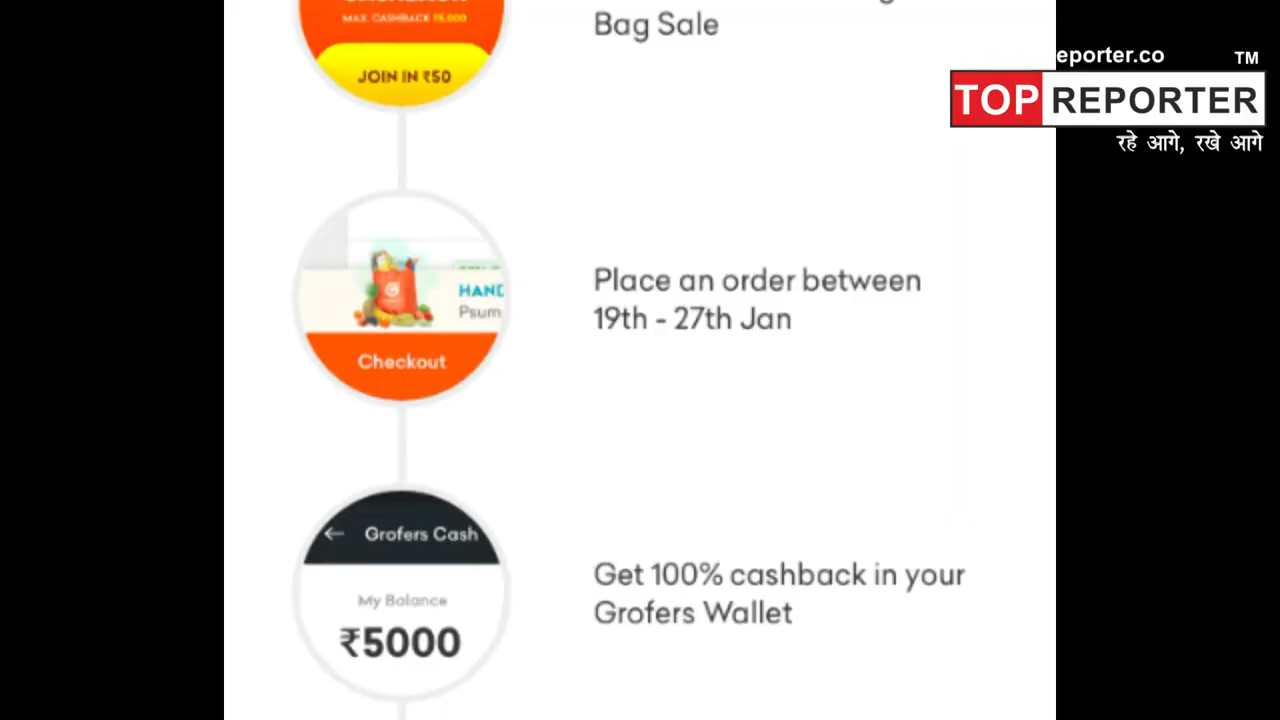 MAX. CASHBACK ₹5,000
JOIN IN ₹50
Bag Sale
eporter.co
TM
TOP REPORTER
रहे आगे, रखे आगे
HAND
Psum
Checkout
Place an order between
19th - 27th Jan
Grofers Cash
My Balance
₹5000
Get 100% cashback in your
Grofers Wallet